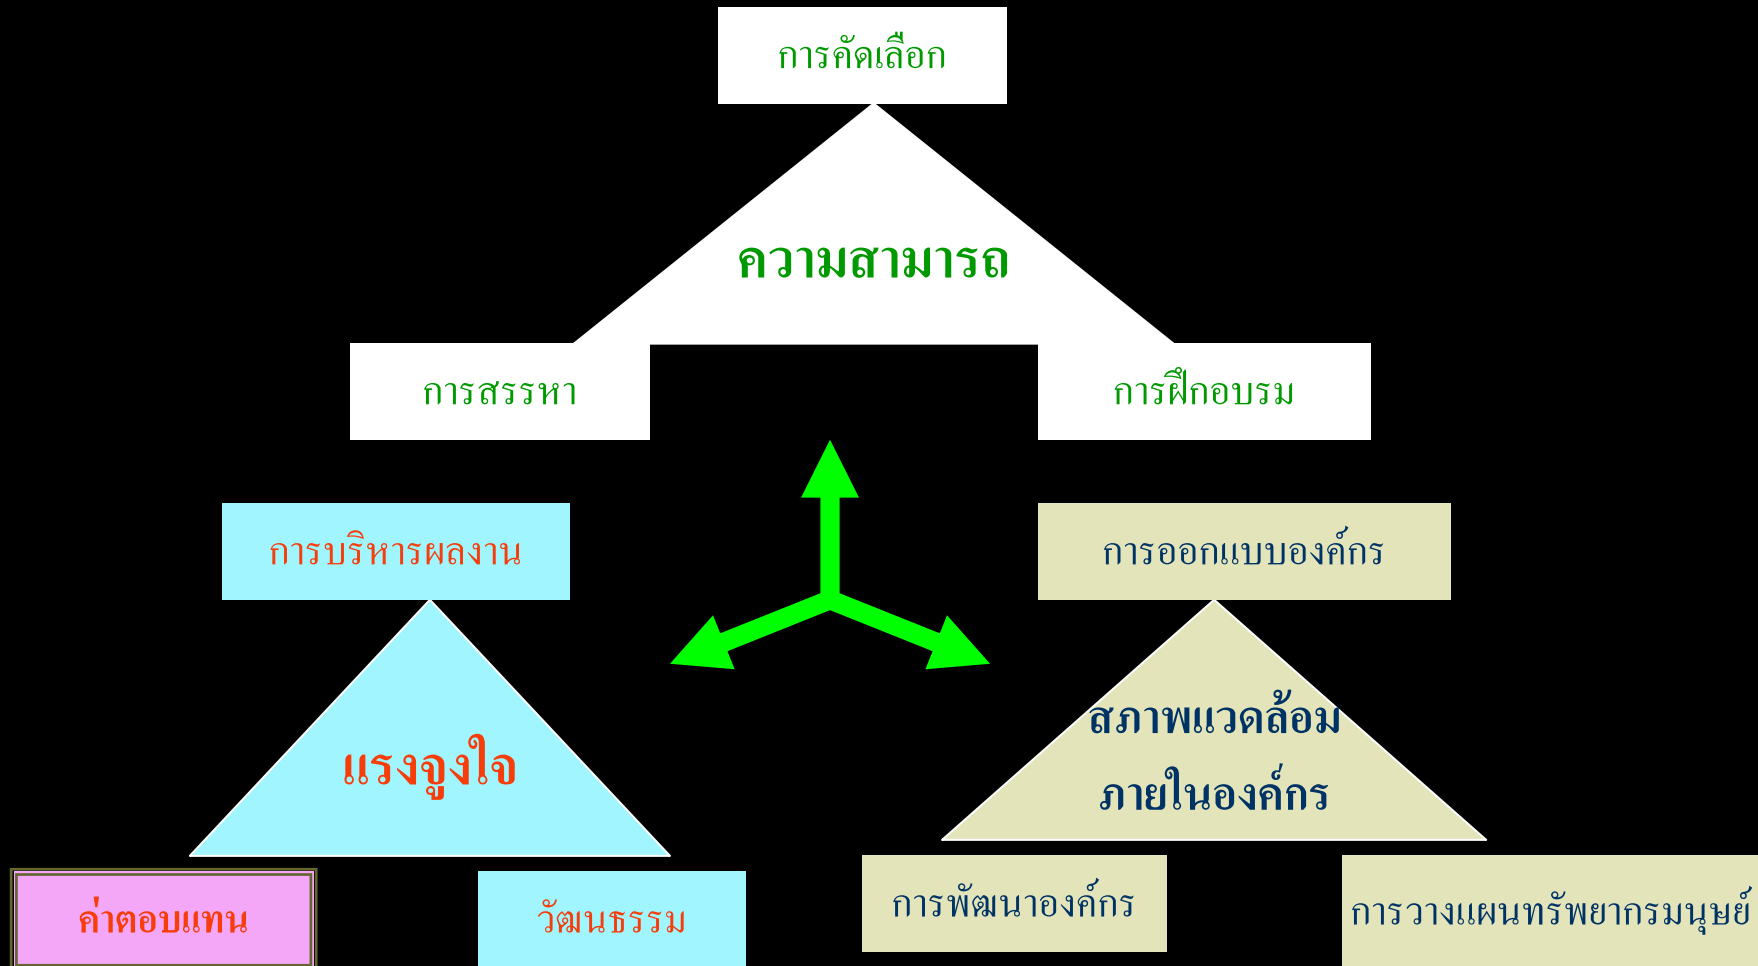 การคัดเลือก
ความสามารถ
การสรรหา
การฝึกอบรม
การบริหารผลงาน
การออกแบบองค์กร
แรงจูงใจ
สภาพแวดล้อม
ภายในองค์กร
ค่าตอบแทน
วัฒนธรรม
การพัฒนาองค์กร
การวางแผนทรัพยากรมนุษย์